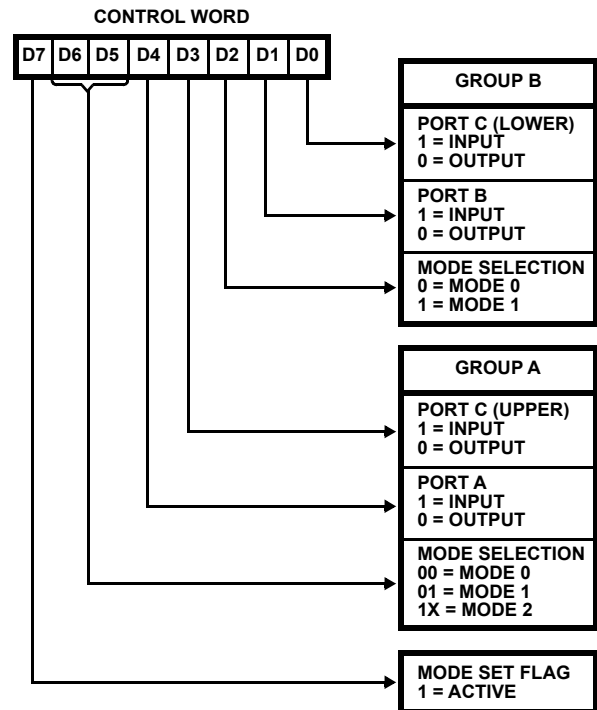 CONTROL WORD
D7 D6 D5 D4 D3 D2 D1 D0
GROUP B
PORT C (LOWER)
1 = INPUT
0 = OUTPUT
PORT B
1 = INPUT
0 = OUTPUT
MODE SELECTION
0 = MODE 0
1 = MODE 1
GROUP A
PORT C (UPPER)
1 = INPUT
0 = OUTPUT
PORT A
1 = INPUT
0 = OUTPUT
MODE SELECTION
00 = MODE 0
01 = MODE 1
1X = MODE 2
MODE SET FLAG
1 = ACTIVE